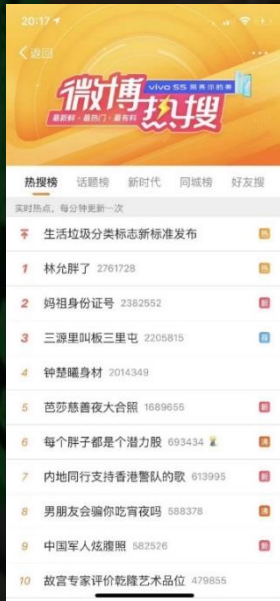 20:17
返回
微博热搜
vivo S5 照亮你的美
最新鲜·最热门·最有料
热搜榜 话题榜 新时代 同城榜 好友搜
实时热点，每分钟更新一次
生活垃圾分类标志新标准发布 热
1 林允胖了 2761728 热
2 妈祖身份证号 2382552 新
3 三源里叫板三里屯 2205815 荐
4 钟楚曦身材 2014349
5 芭莎慈善夜大合照 1689655 新
6 每个胖子都是个潜力股 693434 沸
7 内地同行支持香港警队的歌 613995 新
8 男朋友会骗你吃宵夜吗 588378 沸
9 中国军人炫腹照 582526 新
10 故宫专家评价乾隆艺术品位 479855